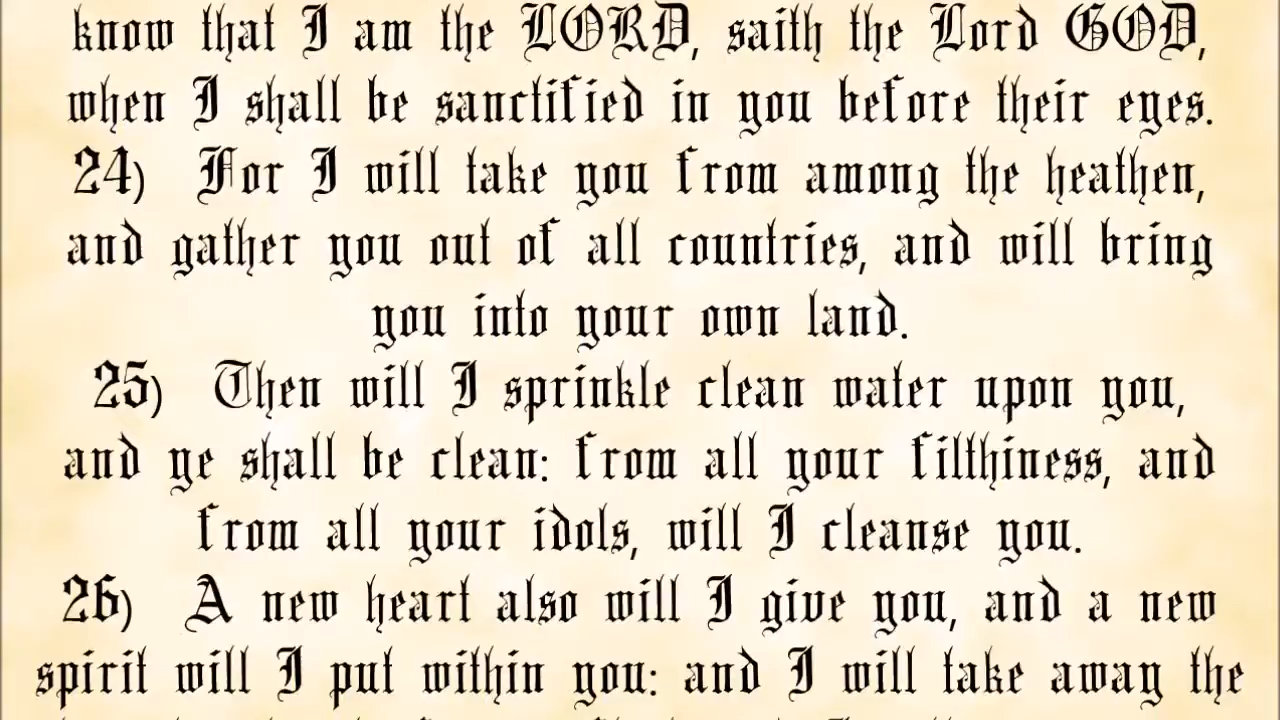 know that I am the LORD, saith the Lord GOD,
when I shall be sanctified in you before their eyes.
24) For I will take you from among the heathen,
and gather you out of all countries, and will bring
you into your own land.
25) Then will I sprinkle clean water upon you,
and ye shall be clean: from all your filthiness, and
from all your idols, will I cleanse you.
26) A new heart also will I give you, and a new
spirit will I put within you: and I will take away the